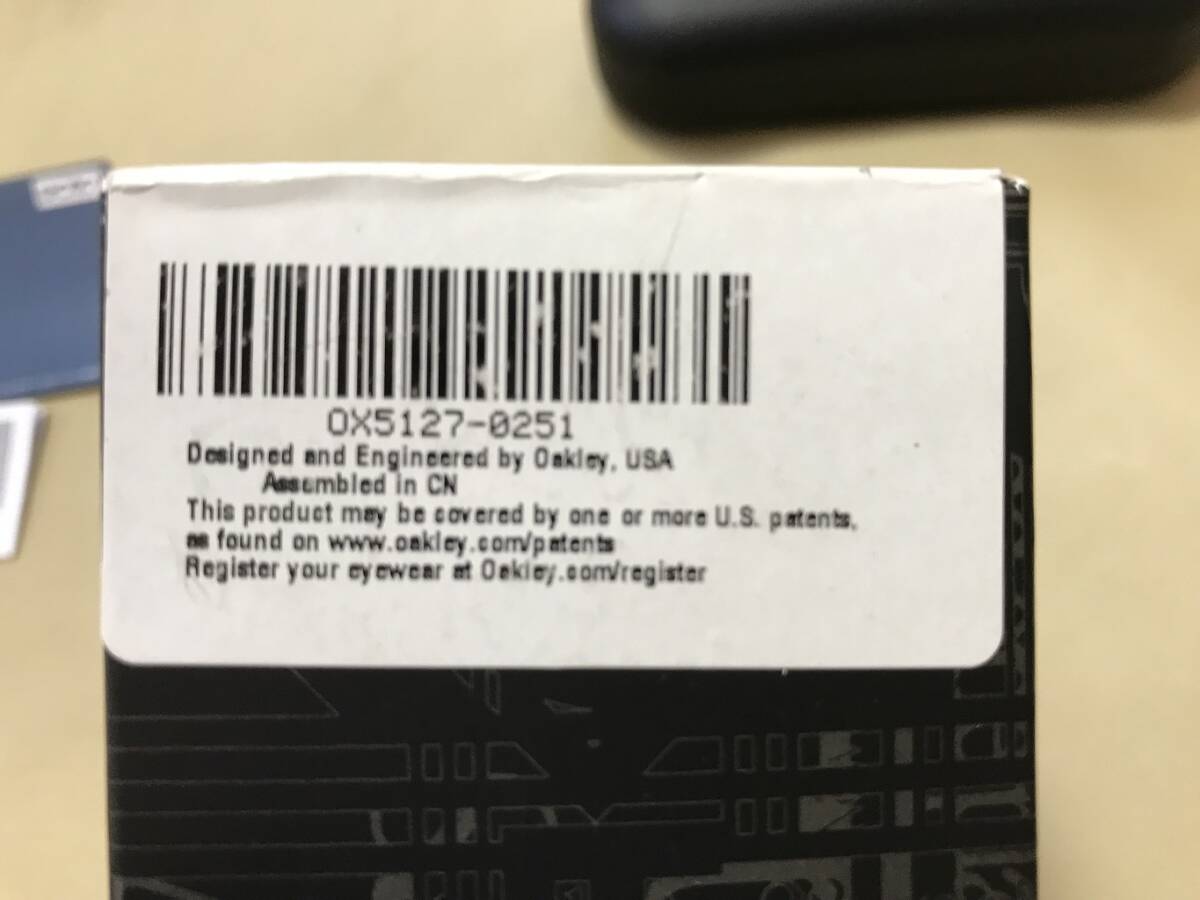 OX5127-0251
Designed and Engineered by Oakley, USA
Assembled in CN
This product may be covered by one or more U.S. patents,
as found on www.oakley.com/patents
Register your eyewear at Oakley.com/register